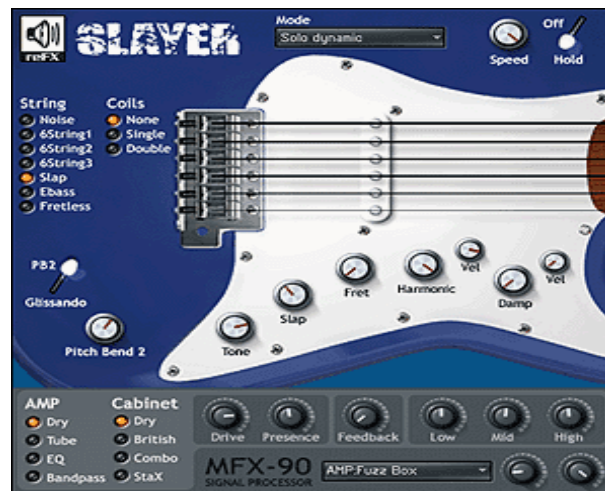 reFX
SLAYER
Mode
Solo dynamic
Speed
Off
Hold
String
Noise
6String1
6String2
6String3
Slap
Ebass
Fretless
Coils
None
Single
Double
PB2
Glissando
Pitch Bend 2
Tone
Slap
Fret
Harmonic
Vel
Damp
Vel
AMP
Dry
Tube
EQ
Bandpass
Cabinet
Dry
British
Combo
StaX
Drive
Presence
Feedback
Low
Mid
High
MFX-90
SIGNAL PROCESSOR
AMP:Fuzz Box